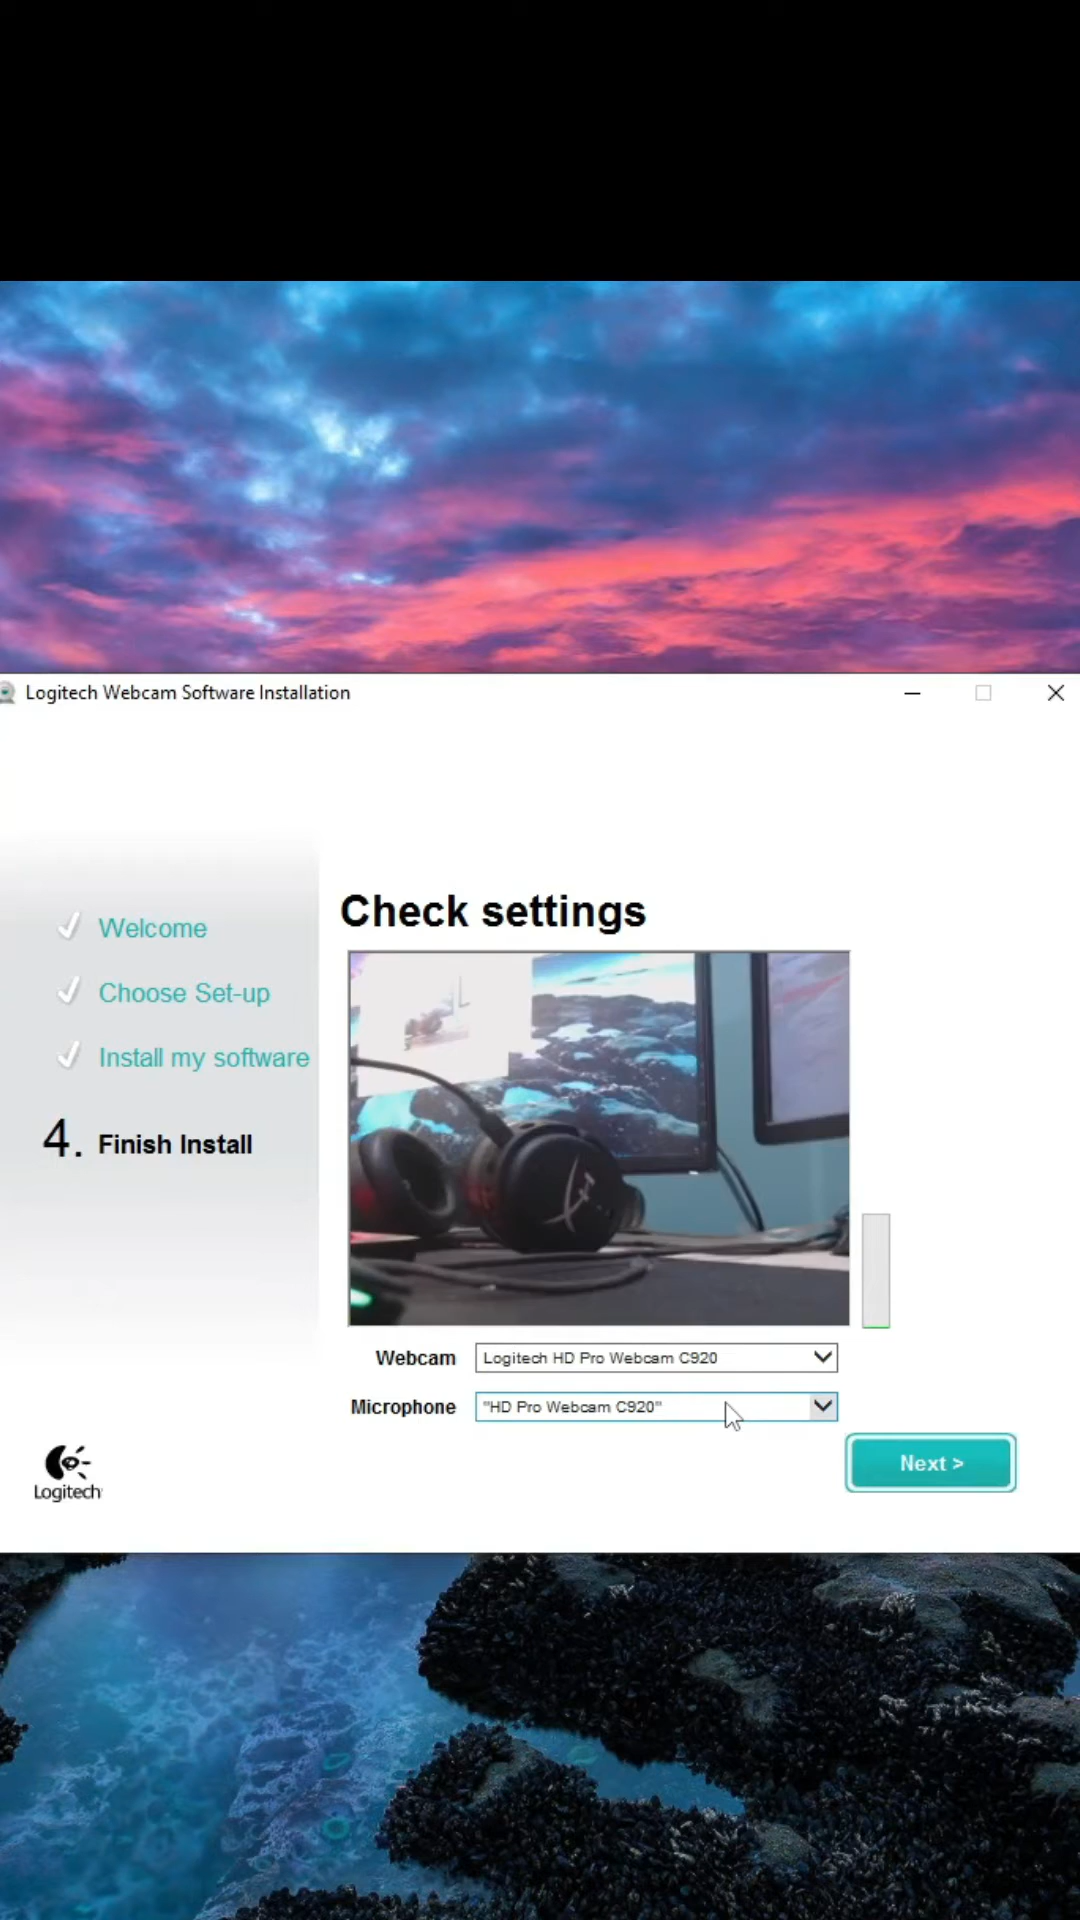 Logitech Webcam Software Installation
Check settings
Welcome
Choose Set-up
Install my software
4. Finish Install
Webcam
Logitech HD Pro Webcam C920
Microphone
"HD Pro Webcam C920"
Next >
Logitech